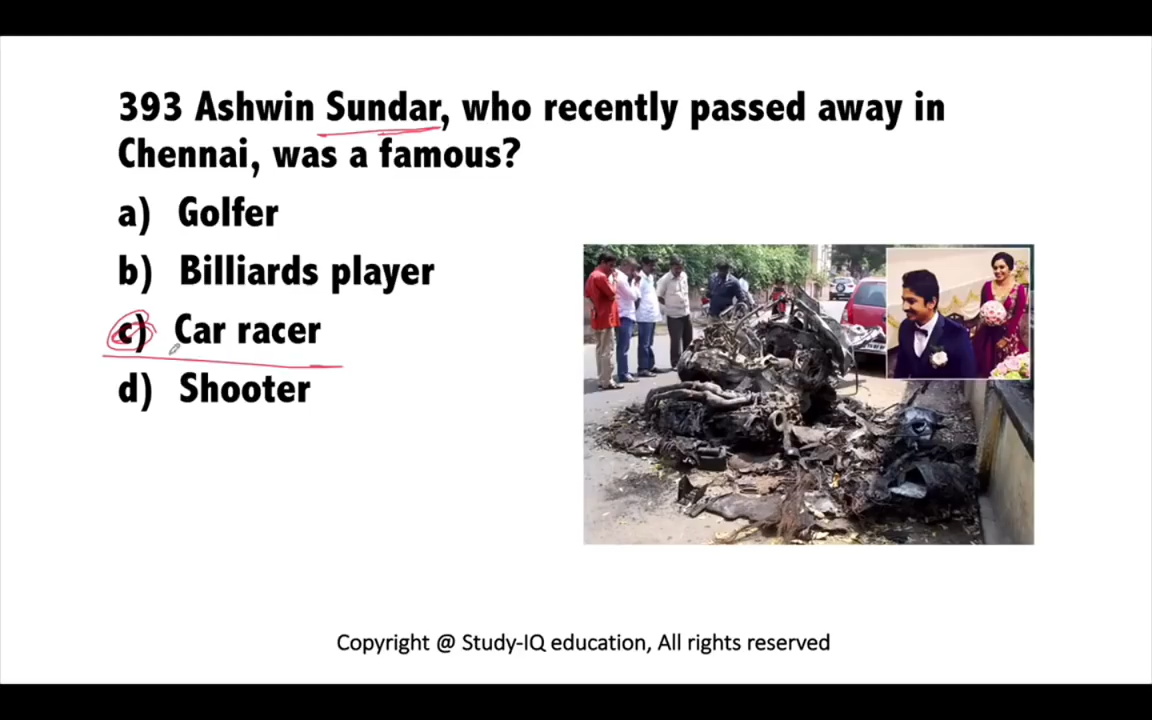 393 Ashwin Sundar, who recently passed away in
Chennai, was a famous?
a) Golfer
b) Billiards player
c) Car racer
d) Shooter
Copyright @ Study-IQ education, All rights reserved